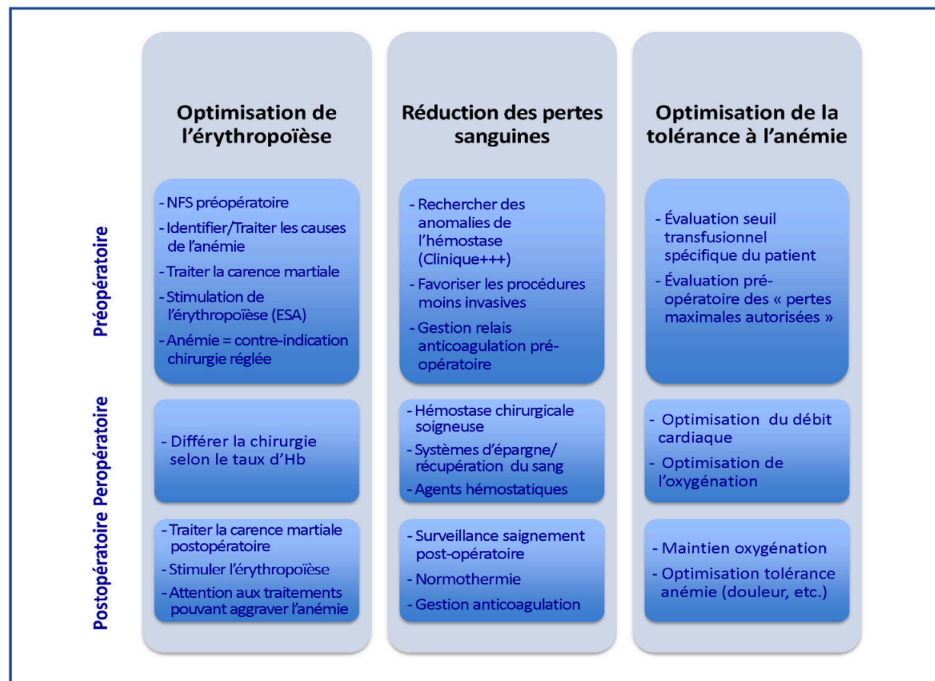 Optimisation de
l'érythropoïèse
Réduction des pertes
sanguines
Optimisation de la
tolérance à l'anémie
Préopératoire
- NFS préopératoire
- Identifier/Traiter les causes
de l'anémie
- Traiter la carence martiale
- Stimulation de
l'érythropoïèse (ESA)
- Anémie = contre-indication
chirurgie réglée
- Rechercher des
anomalies de
l'hémostase
(Clinique+++)
- Favoriser les procédures
moins invasives
- Gestion relais
anticoagulation pré-
opératoire
- Évaluation seuil
transfusionnel
spécifique du patient
- Évaluation pré-
opératoire des « pertes
maximales autorisées »
Peropératoire
- Différer la chirurgie
selon le taux d'Hb
- Hémostase chirurgicale
soigneuse
- Systèmes d'épargne/
récupération du sang
- Agents hémostatiques
- Optimisation du débit
cardiaque
- Optimisation de
l'oxygénation
Postopératoire
- Traiter la carence martiale
postopératoire
- Stimuler l'érythropoïèse
- Attention aux traitements
pouvant aggraver l'anémie
- Surveillance saignement
post-opératoire
- Normothermie
- Gestion anticoagulation
- Maintien oxygénation
- Optimisation tolérance
anémie (douleur, etc.)